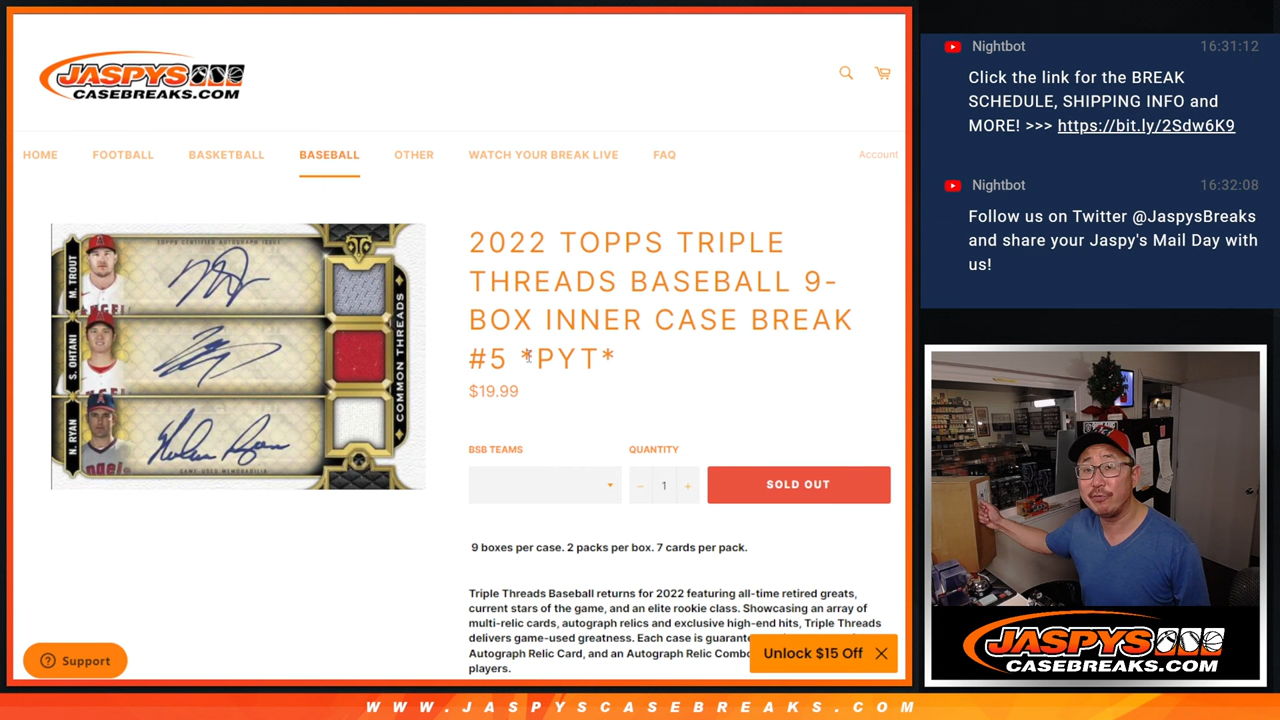 JASPYS
CASEBREAKS.COM
HOME FOOTBALL BASKETBALL BASEBALL OTHER WATCH YOUR BREAK LIVE FAQ Account
TOPPS CERTIFIED AUTOGRAPH ISSUE
M. TROUT
S. OHTANI
N. RYAN
COMMON THREADS
GAME-USED MEMORABILIA
2022 TOPPS TRIPLE
THREADS BASEBALL 9-
BOX INNER CASE BREAK
#5 *PYT*
$19.99
BSB TEAMS QUANTITY
− 1 + SOLD OUT
9 boxes per case. 2 packs per box. 7 cards per pack.
Triple Threads Baseball returns for 2022 featuring all-time retired greats,
current stars of the game, and an elite rookie class. Showcasing an array of
multi-relic cards, autograph relics and exclusive high-end hits, Triple Threads
delivers game-used greatness. Each case is
Autograph Relic Card, and an Autograph Relic
players.
Support
Unlock $15 Off
Nightbot 16:31:12
Click the link for the BREAK
SCHEDULE, SHIPPING INFO and
MORE! >>> https://bit.ly/2Sdw6K9
Nightbot 16:32:08
Follow us on Twitter @JaspysBreaks
and share your Jaspy's Mail Day with
us!
JASPYS
CASEBREAKS.COM
WWW.JASPYSCASEBREAKS.COM